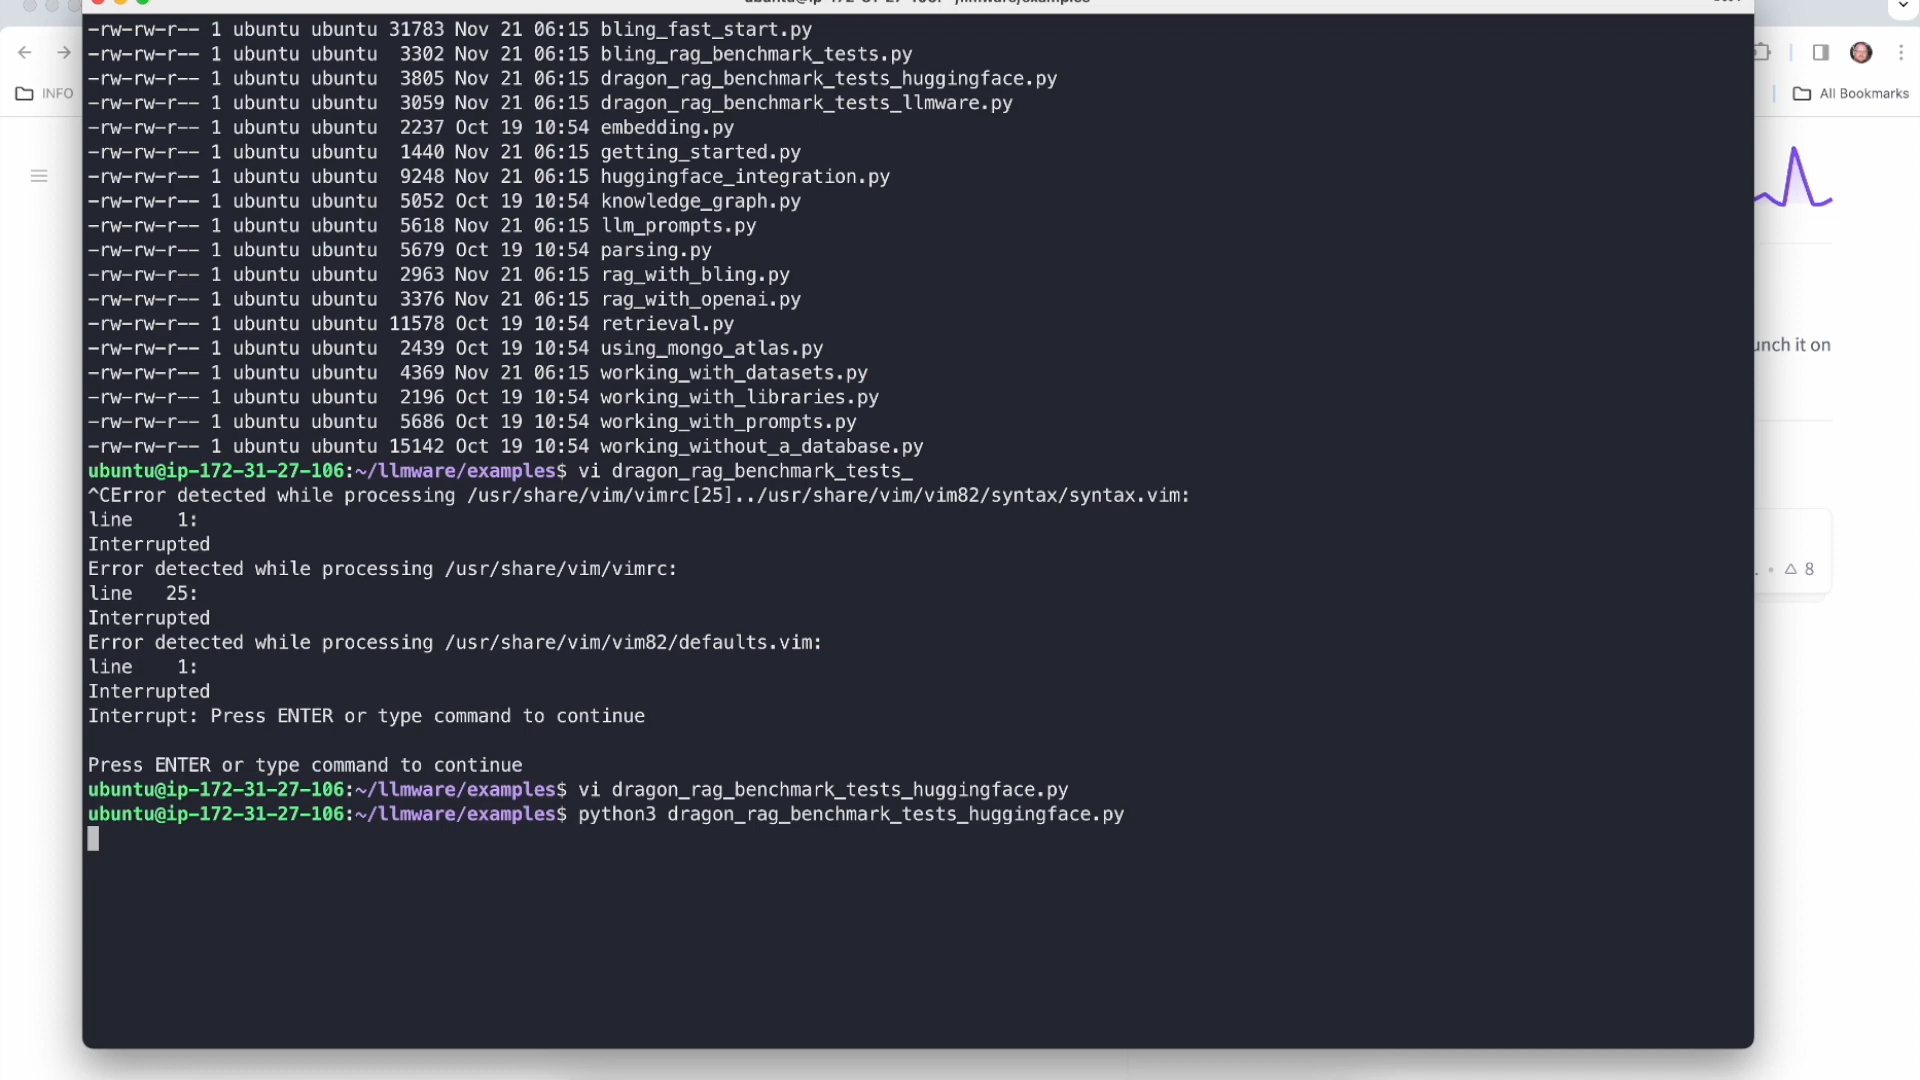 -rw-rw-r-- 1 ubuntu ubuntu 31783 Nov 21 06:15 bling_fast_start.py
-rw-rw-r-- 1 ubuntu ubuntu  3302 Nov 21 06:15 bling_rag_benchmark_tests.py
-rw-rw-r-- 1 ubuntu ubuntu  3805 Nov 21 06:15 dragon_rag_benchmark_tests_huggingface.py
-rw-rw-r-- 1 ubuntu ubuntu  3059 Nov 21 06:15 dragon_rag_benchmark_tests_llmware.py
-rw-rw-r-- 1 ubuntu ubuntu  2237 Oct 19 10:54 embedding.py
-rw-rw-r-- 1 ubuntu ubuntu  1440 Nov 21 06:15 getting_started.py
-rw-rw-r-- 1 ubuntu ubuntu  9248 Nov 21 06:15 huggingface_integration.py
-rw-rw-r-- 1 ubuntu ubuntu  5052 Oct 19 10:54 knowledge_graph.py
-rw-rw-r-- 1 ubuntu ubuntu  5618 Nov 21 06:15 llm_prompts.py
-rw-rw-r-- 1 ubuntu ubuntu  5679 Oct 19 10:54 parsing.py
-rw-rw-r-- 1 ubuntu ubuntu  2963 Nov 21 06:15 rag_with_bling.py
-rw-rw-r-- 1 ubuntu ubuntu  3376 Nov 21 06:15 rag_with_openai.py
-rw-rw-r-- 1 ubuntu ubuntu 11578 Oct 19 10:54 retrieval.py
-rw-rw-r-- 1 ubuntu ubuntu  2439 Oct 19 10:54 using_mongo_atlas.py
-rw-rw-r-- 1 ubuntu ubuntu  4369 Nov 21 06:15 working_with_datasets.py
-rw-rw-r-- 1 ubuntu ubuntu  2196 Oct 19 10:54 working_with_libraries.py
-rw-rw-r-- 1 ubuntu ubuntu  5686 Oct 19 10:54 working_with_prompts.py
-rw-rw-r-- 1 ubuntu ubuntu 15142 Oct 19 10:54 working_without_a_database.py
ubuntu@ip-172-31-27-106:~/llmware/examples$ vi dragon_rag_benchmark_tests_
^CError detected while processing /usr/share/vim/vimrc[25]../usr/share/vim/vim82/syntax/syntax.vim:
line    1:
Interrupted
Error detected while processing /usr/share/vim/vimrc:
line   25:
Interrupted
Error detected while processing /usr/share/vim/vim82/defaults.vim:
line    1:
Interrupted
Interrupt: Press ENTER or type command to continue
Press ENTER or type command to continue
ubuntu@ip-172-31-27-106:~/llmware/examples$ vi dragon_rag_benchmark_tests_huggingface.py
ubuntu@ip-172-31-27-106:~/llmware/examples$ python3 dragon_rag_benchmark_tests_huggingface.py
INFO
All Bookmarks
unch it on
8